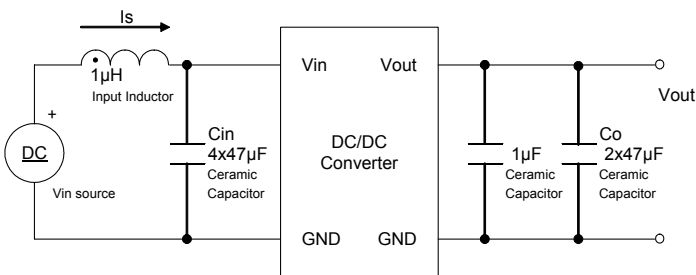 Is
1µH
Input Inductor
+
DC
Vin source
Cin
4x47µF
Ceramic
Capacitor
Vin
Vout
DC/DC
Converter
GND
GND
1µF
Ceramic
Capacitor
Co
2x47µF
Ceramic
Capacitor
Vout